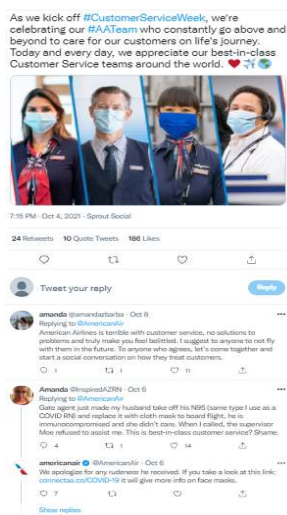 As we kick off #CustomerServiceWeek, we're
celebrating our #AATeam who constantly go above and
beyond to care for our customers on life's journey.
Today and every day, we appreciate our best-in-class
Customer Service teams around the world. ❤️ ✈️ 🌎
7:15 PM · Oct 4, 2021 · Sprout Social
24 Retweets 10 Quote Tweets 186 Likes
Tweet your reply
Reply
amanda @amandazbarba · Oct 8
Replying to @AmericanAir
American Airlines is terrible with customer service, no solutions to
problems and truly make you feel belittled. I suggest to anyone to not fly
with them in the future. To anyone who agrees, let's come together and
start a social conversation on how they treat customers.
1 1 11
Amanda @InspiredAZRN · Oct 6
Replying to @AmericanAir
Gate agent just made my husband take off his N95 (same type I use as a
COVID RN) and replace it with cloth mask to board flight, he is
immunocompromised and she didn't care. When I called, the supervisor
Moe refused to assist me. This is best-in-class customer service? Shame.
4 1 14
americanair @AmericanAir · Oct 6
We apologize for any rudeness he received. If you take a look at this link:
connectaa.co/COVID-19 it will give more info on face masks.
7
Show replies